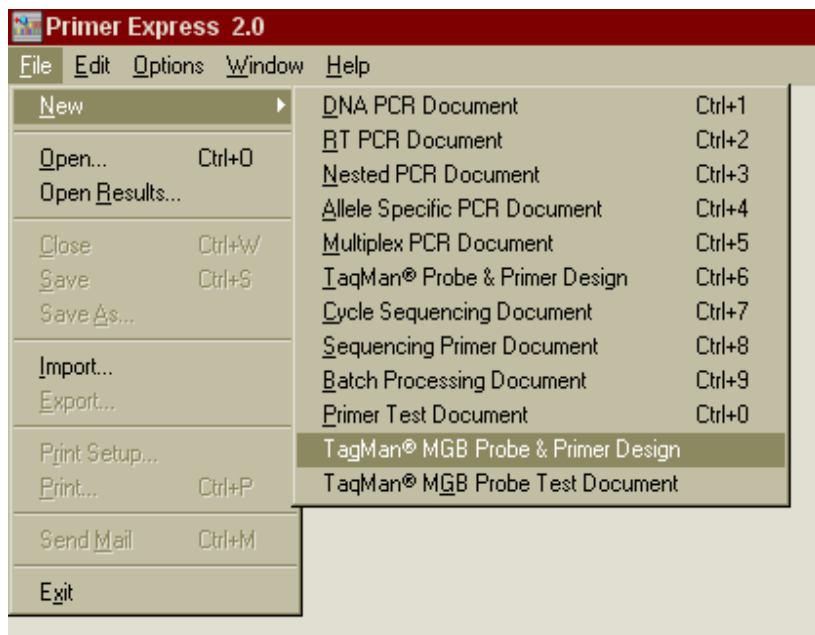 Primer Express 2.0
File Edit Options Window Help
New
Open... Ctrl+O
Open Results...
Close Ctrl+W
Save Ctrl+S
Save As...
Import...
Export...
Print Setup...
Print... Ctrl+P
Send Mail Ctrl+M
Exit
DNA PCR Document Ctrl+1
RT PCR Document Ctrl+2
Nested PCR Document Ctrl+3
Allele Specific PCR Document Ctrl+4
Multiplex PCR Document Ctrl+5
TaqMan® Probe & Primer Design Ctrl+6
Cycle Sequencing Document Ctrl+7
Sequencing Primer Document Ctrl+8
Batch Processing Document Ctrl+9
Primer Test Document Ctrl+0
TagMan® MGB Probe & Primer Design
TaqMan® MGB Probe Test Document